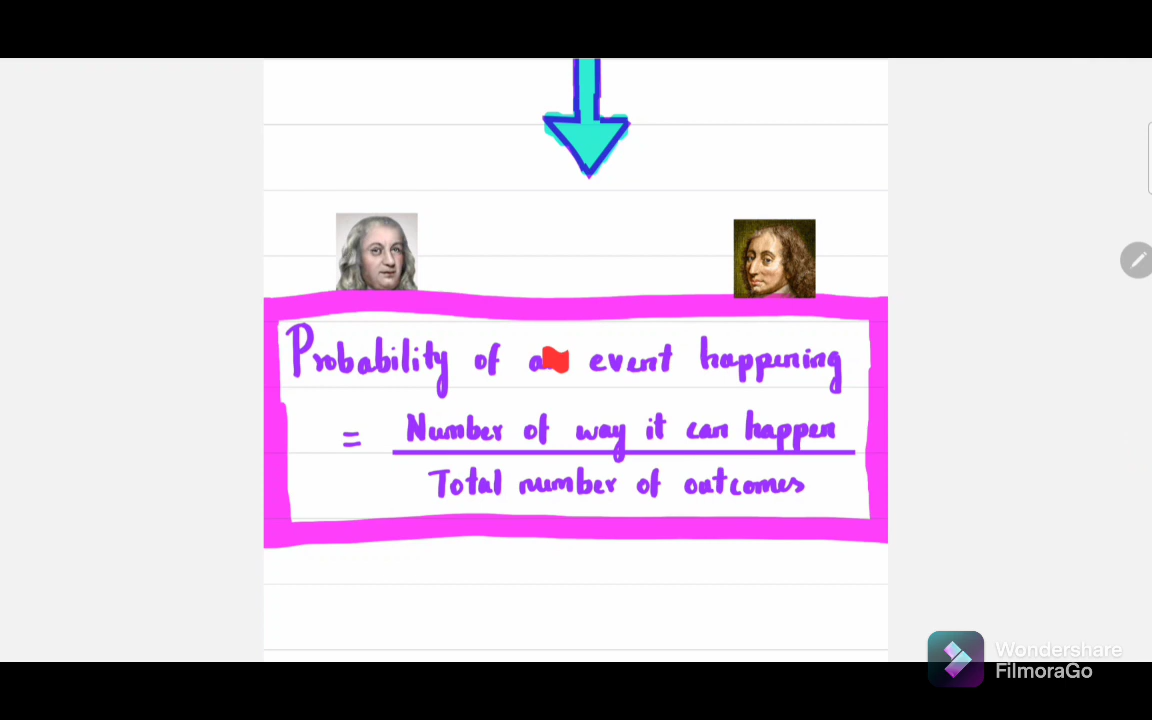 Probability of a event happening
= Number of way it can happen
Total number of outcomes
Wondershare
FilmoraGo